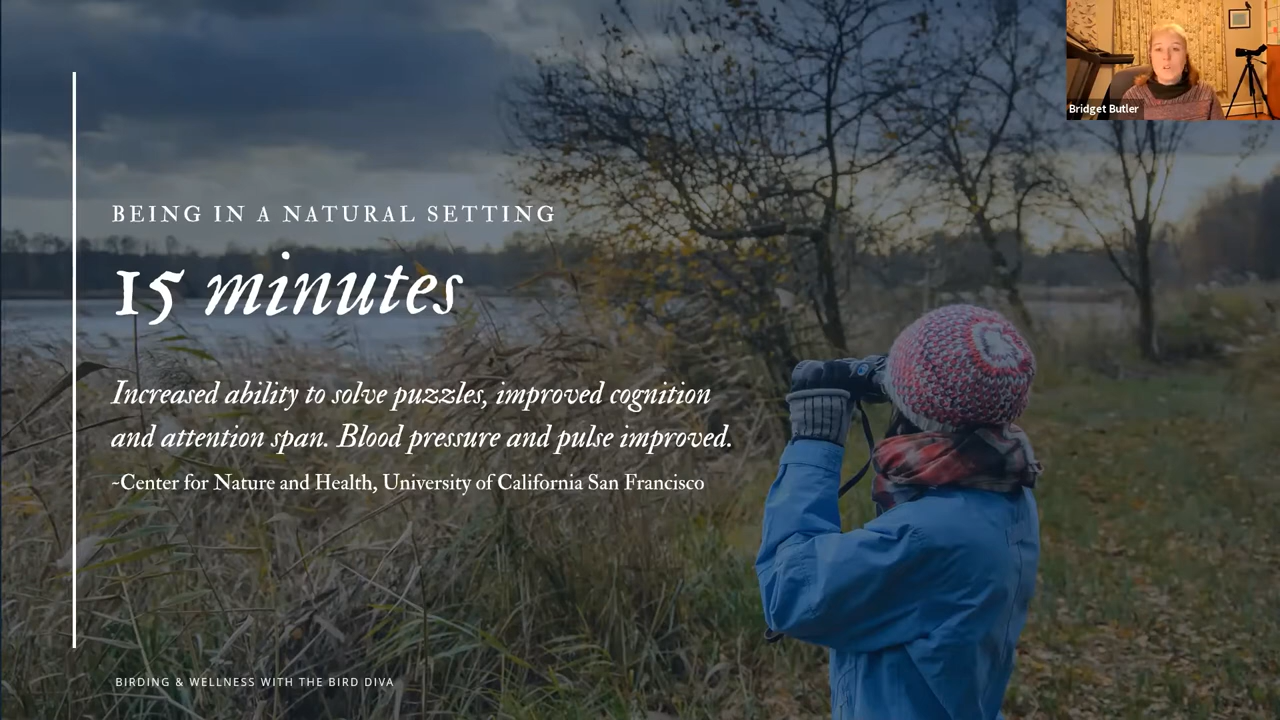 Bridget Butler
BEING IN A NATURAL SETTING
15 minutes
Increased ability to solve puzzles, improved cognition
and attention span. Blood pressure and pulse improved.
~Center for Nature and Health, University of California San Francisco
BIRDING & WELLNESS WITH THE BIRD DIVA